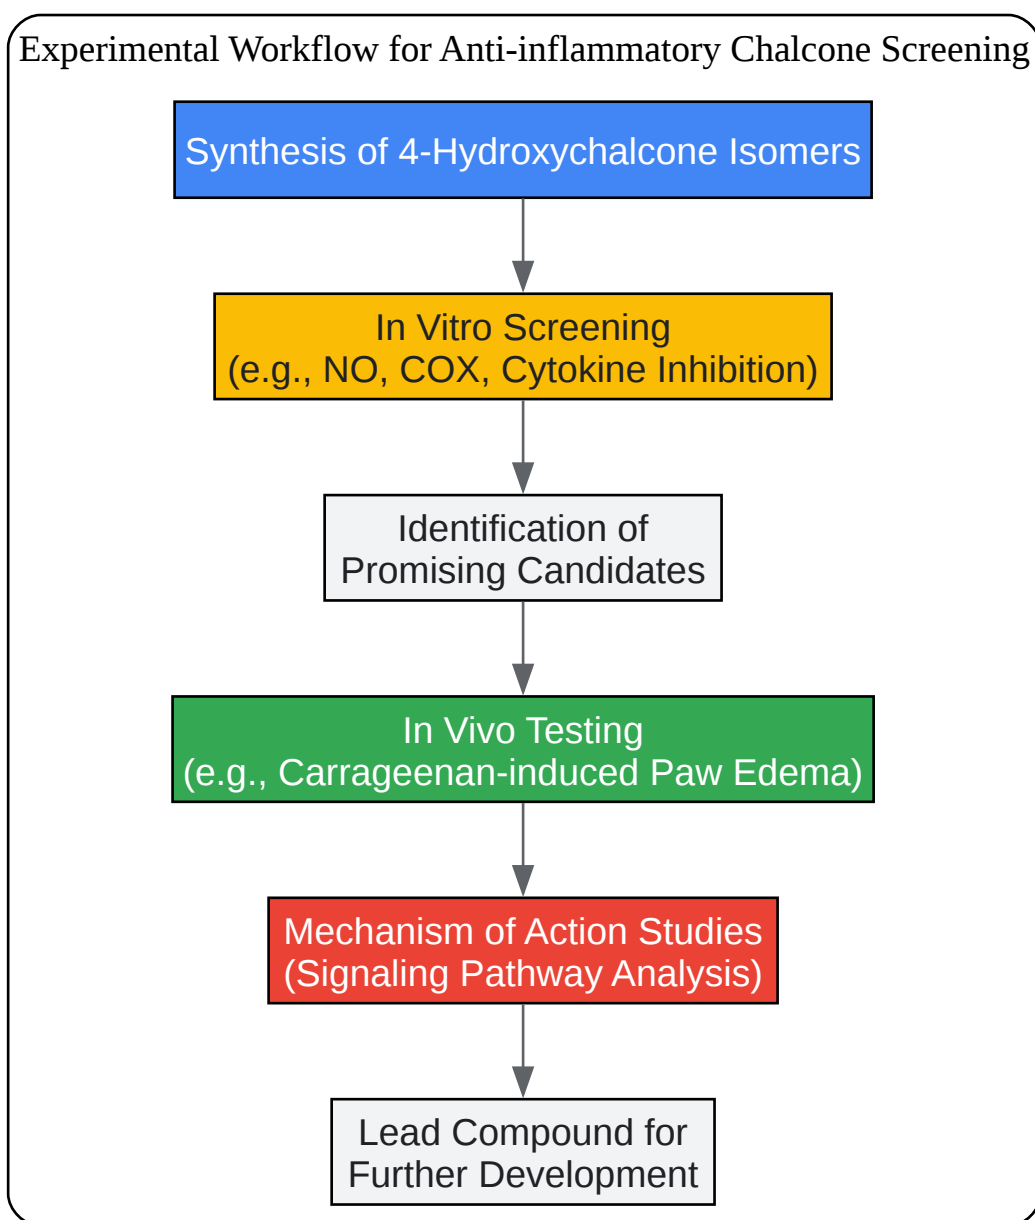 Experimental Workflow for Anti-inflammatory Chalcone Screening
Synthesis of 4-Hydroxychalcone Isomers
In Vitro Screening
(e.g., NO, COX, Cytokine Inhibition)
Identification of
Promising Candidates
In Vivo Testing
(e.g., Carrageenan-induced Paw Edema)
Mechanism of Action Studies
(Signaling Pathway Analysis)
Lead Compound for
Further Development